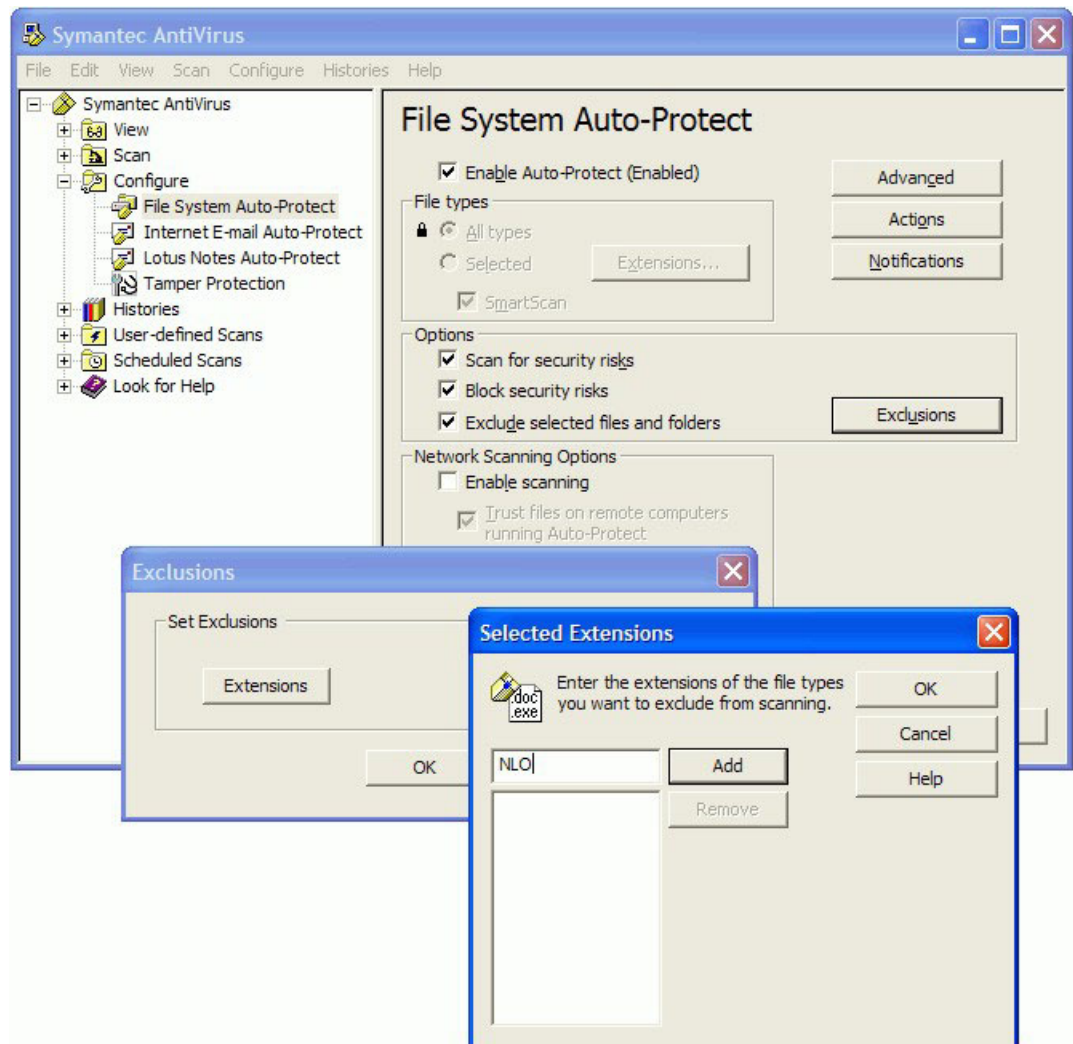 Symantec AntiVirus
File Edit View Scan Configure Histories Help
Symantec AntiVirus
View
Scan
Configure
File System Auto-Protect
Internet E-mail Auto-Protect
Lotus Notes Auto-Protect
Tamper Protection
Histories
User-defined Scans
Scheduled Scans
Look for Help
File System Auto-Protect
Enable Auto-Protect (Enabled)
Advanced
File types
All types
Actions
Selected
Extensions...
Notifications
SmartScan
Options
Scan for security risks
Block security risks
Exclude selected files and folders
Exclusions
Network Scanning Options
Enable scanning
Trust files on remote computers
running Auto-Protect
Exclusions
Set Exclusions
Extensions
OK
Selected Extensions
.doc
.exe
Enter the extensions of the file types
you want to exclude from scanning.
OK
Cancel
Help
NLO
Add
Remove